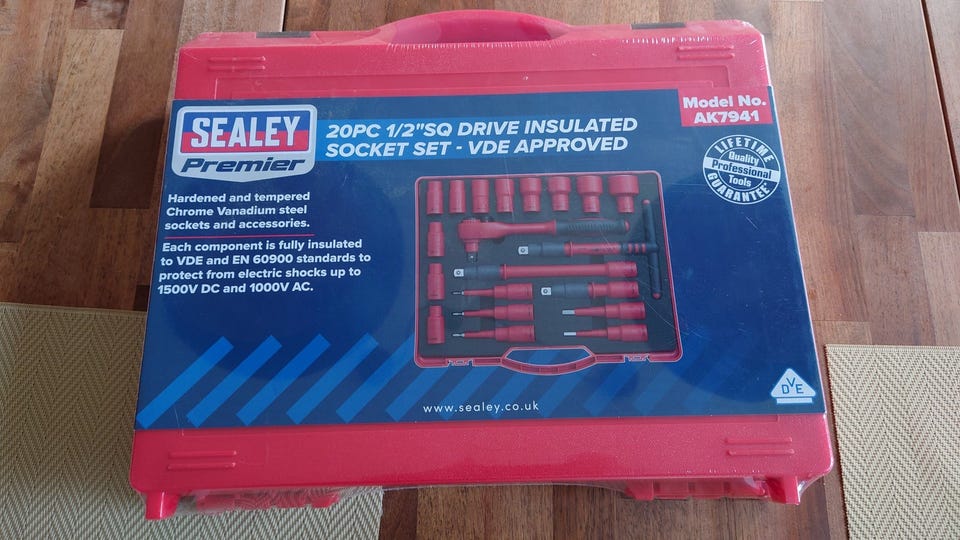 SEALEY
Premier
20PC 1/2"SQ DRIVE INSULATED
SOCKET SET - VDE APPROVED
Model No.
AK7941
LIFETIME
Quality
Professional
Tools
GUARANTEE*
Hardened and tempered
Chrome Vanadium steel
sockets and accessories.
Each component is fully insulated
to VDE and EN 60900 standards to
protect from electric shocks up to
1500V DC and 1000V AC.
www.sealey.co.uk
DVE